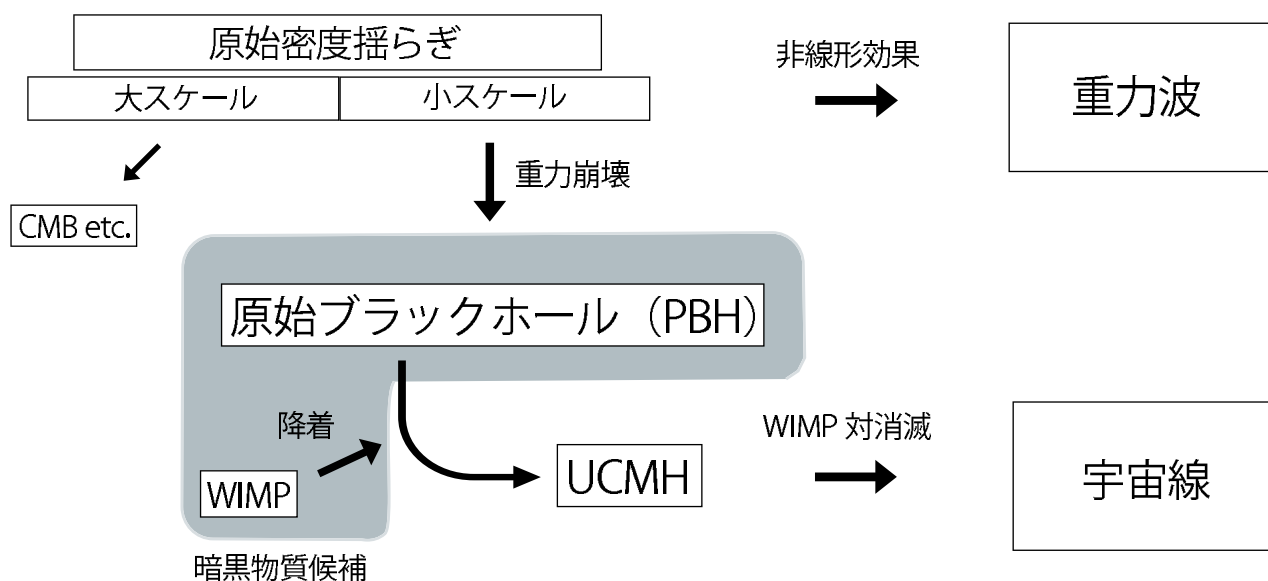 原始密度揺らぎ
大スケール
小スケール
非線形効果
重力波
重力崩壊
CMB etc.
原始ブラックホール（PBH）
降着
WIMP
UCMH
WIMP 対消滅
宇宙線
暗黒物質候補